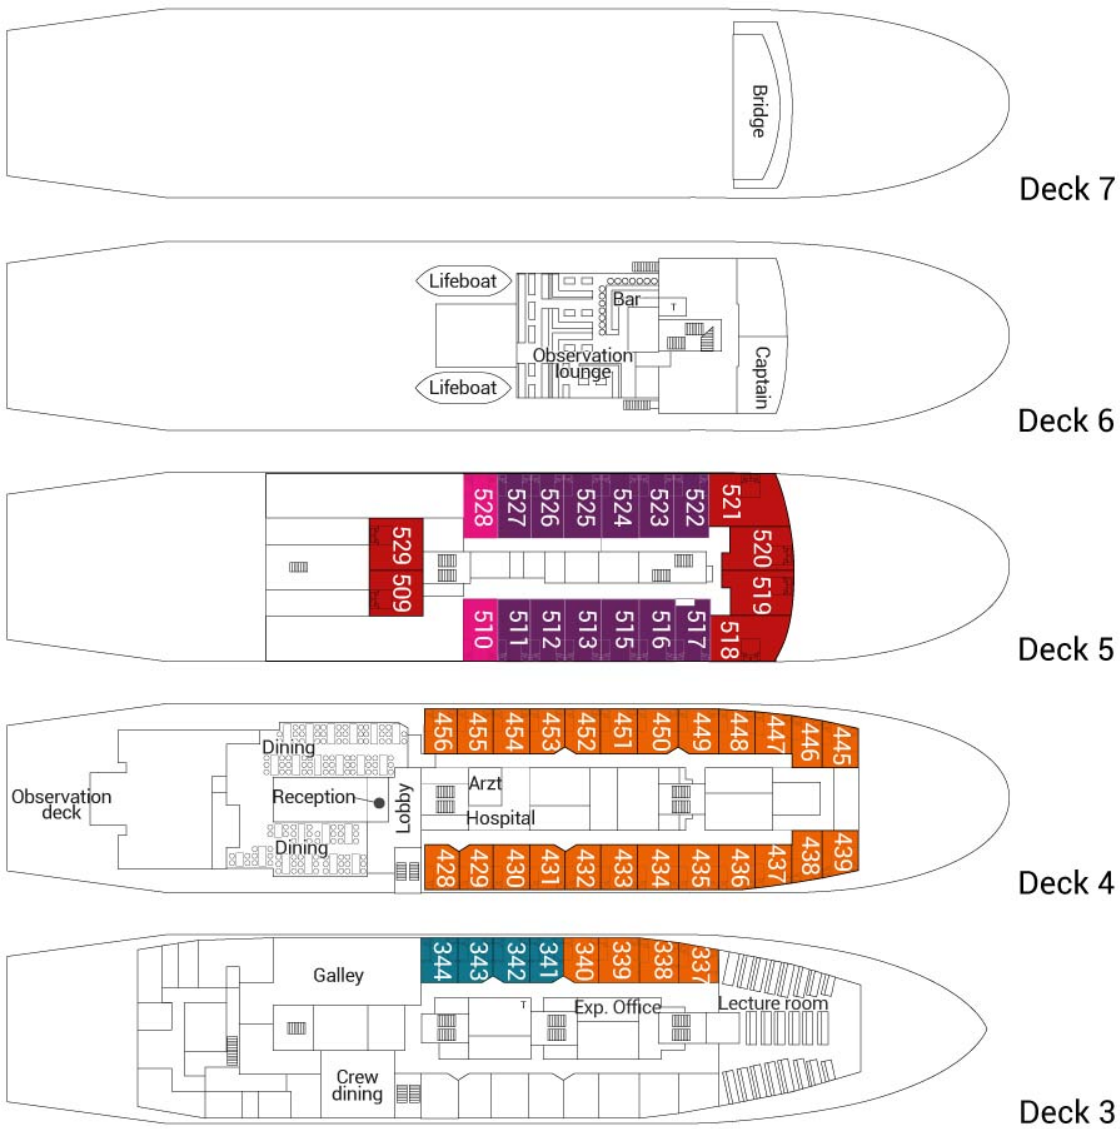 Bridge
Deck 7
Lifeboat
Bar
T
Observation
lounge
Captain
Lifeboat
Deck 6
528 527 526 525 524 523 522 521
529 520
509 519
510 511 512 513 515 516 517 518
Deck 5
456 455 454 453 452 451 450 449 448 447 446 445
Dining
Observation
deck
Reception
Lobby
Arzt
Hospital
Dining
428 429 430 431 432 433 434 435 436 437 438 439
Deck 4
344 343 342 341 340 339 338 337
Galley
T
Exp. Office
Lecture room
Crew
dining
Deck 3